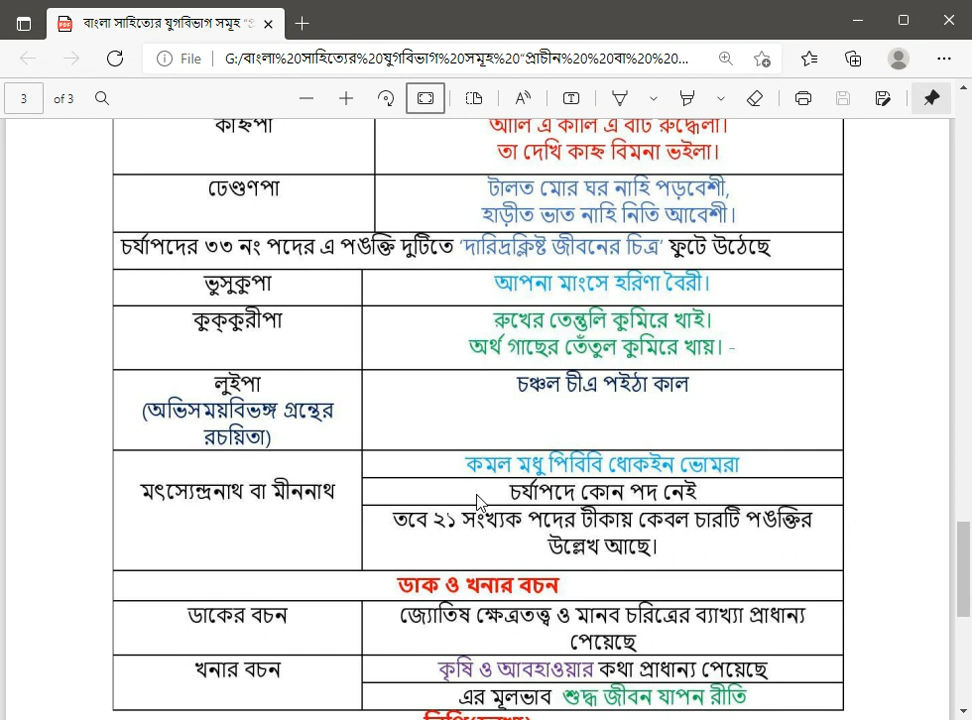 বাংলা সাহিত্যের যুগবিভাগ সমূহ "
File G:/বাংলা%20সাহিত্যের%20যুগবিভাগ%20সমূহ%20"প্রাচীন%20%20বা%20%20...
3 of 3
কাহ্নপা
আলি এ কালি এ বাট রুদ্ধেলা।
তা দেখি কাহ্ন বিমনা ভইলা।
ঢেণ্ডণপা
টালত মোর ঘর নাহি পড়বেশী,
হাড়ীত ভাত নাহি নিতি আবেশী।
চর্যাপদের ৩৩ নং পদের এ পঙক্তি দুটিতে 'দারিদ্রক্লিষ্ট জীবনের চিত্র' ফুটে উঠেছে
ভুসুকুপা
আপনা মাংসে হরিণা বৈরী।
কুক্কুরীপা
রুখের তেন্তুলি কুমিরে খাই।
অর্থ গাছের তেঁতুল কুমিরে খায়। -
লুইপা
(অভিসময়বিভঙ্গ গ্রন্থের
রচয়িতা)
চঞ্চল চীএ পইঠা কাল
মৎস্যেন্দ্রনাথ বা মীননাথ
কমল মধু পিবিবি ধোকইন ভোমরা
চর্যাপদে কোন পদ নেই
তবে ২১ সংখ্যক পদের টীকায় কেবল চারটি পঙক্তির
উল্লেখ আছে।
ডাক ও খনার বচন
ডাকের বচন
জ্যোতিষ ক্ষেত্রতত্ত্ব ও মানব চরিত্রের ব্যাখ্যা প্রাধান্য
পেয়েছে
খনার বচন
কৃষি ও আবহাওয়ার কথা প্রাধান্য পেয়েছে
এর মূলভাব শুদ্ধ জীবন যাপন রীতি